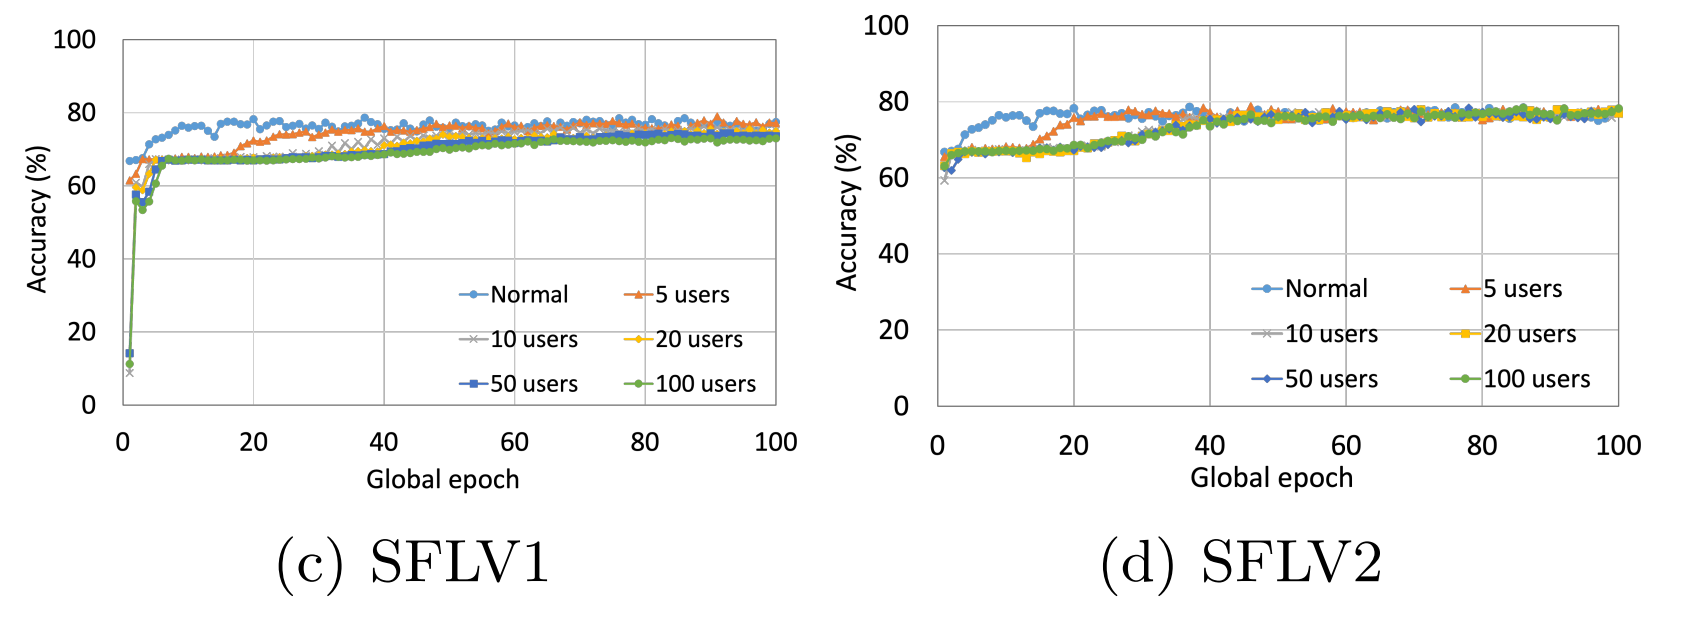 100
80
60
40
20
0
Accuracy (%)
Normal
5 users
10 users
20 users
50 users
100 users
0 20 40 60 80 100
Global epoch
(c) SFLV1
100
80
60
40
20
0
Accuracy (%)
Normal
5 users
10 users
20 users
50 users
100 users
0 20 40 60 80 100
Global epoch
(d) SFLV2